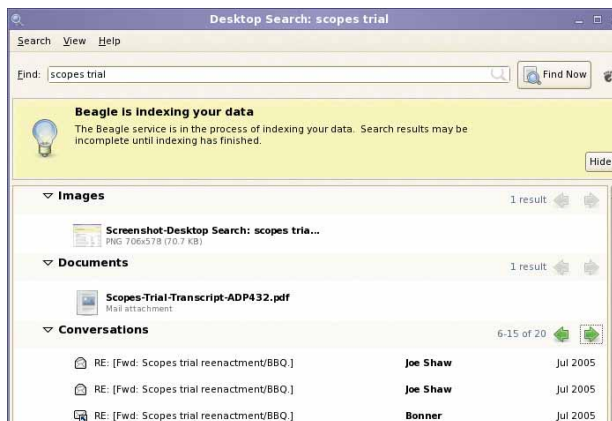 Desktop Search: scopes trial
Search View Help
Find: scopes trial Find Now
Beagle is indexing your data
The Beagle service is in the process of indexing your data. Search results may be
incomplete until indexing has finished.
Hide
Images 1 result
Screenshot-Desktop Search: scopes tria...
PNG 706x578 (70.7 KB)
Documents 1 result
Scopes-Trial-Transcript-ADP432.pdf
Mail attachment
Conversations 6-15 of 20
RE: [Fwd: Scopes trial reenactment/BBQ.] Joe Shaw Jul 2005
RE: [Fwd: Scopes trial reenactment/BBQ.] Joe Shaw Jul 2005
RE: [Fwd: Scopes trial reenactment/BBQ.] Bonner Jul 2005